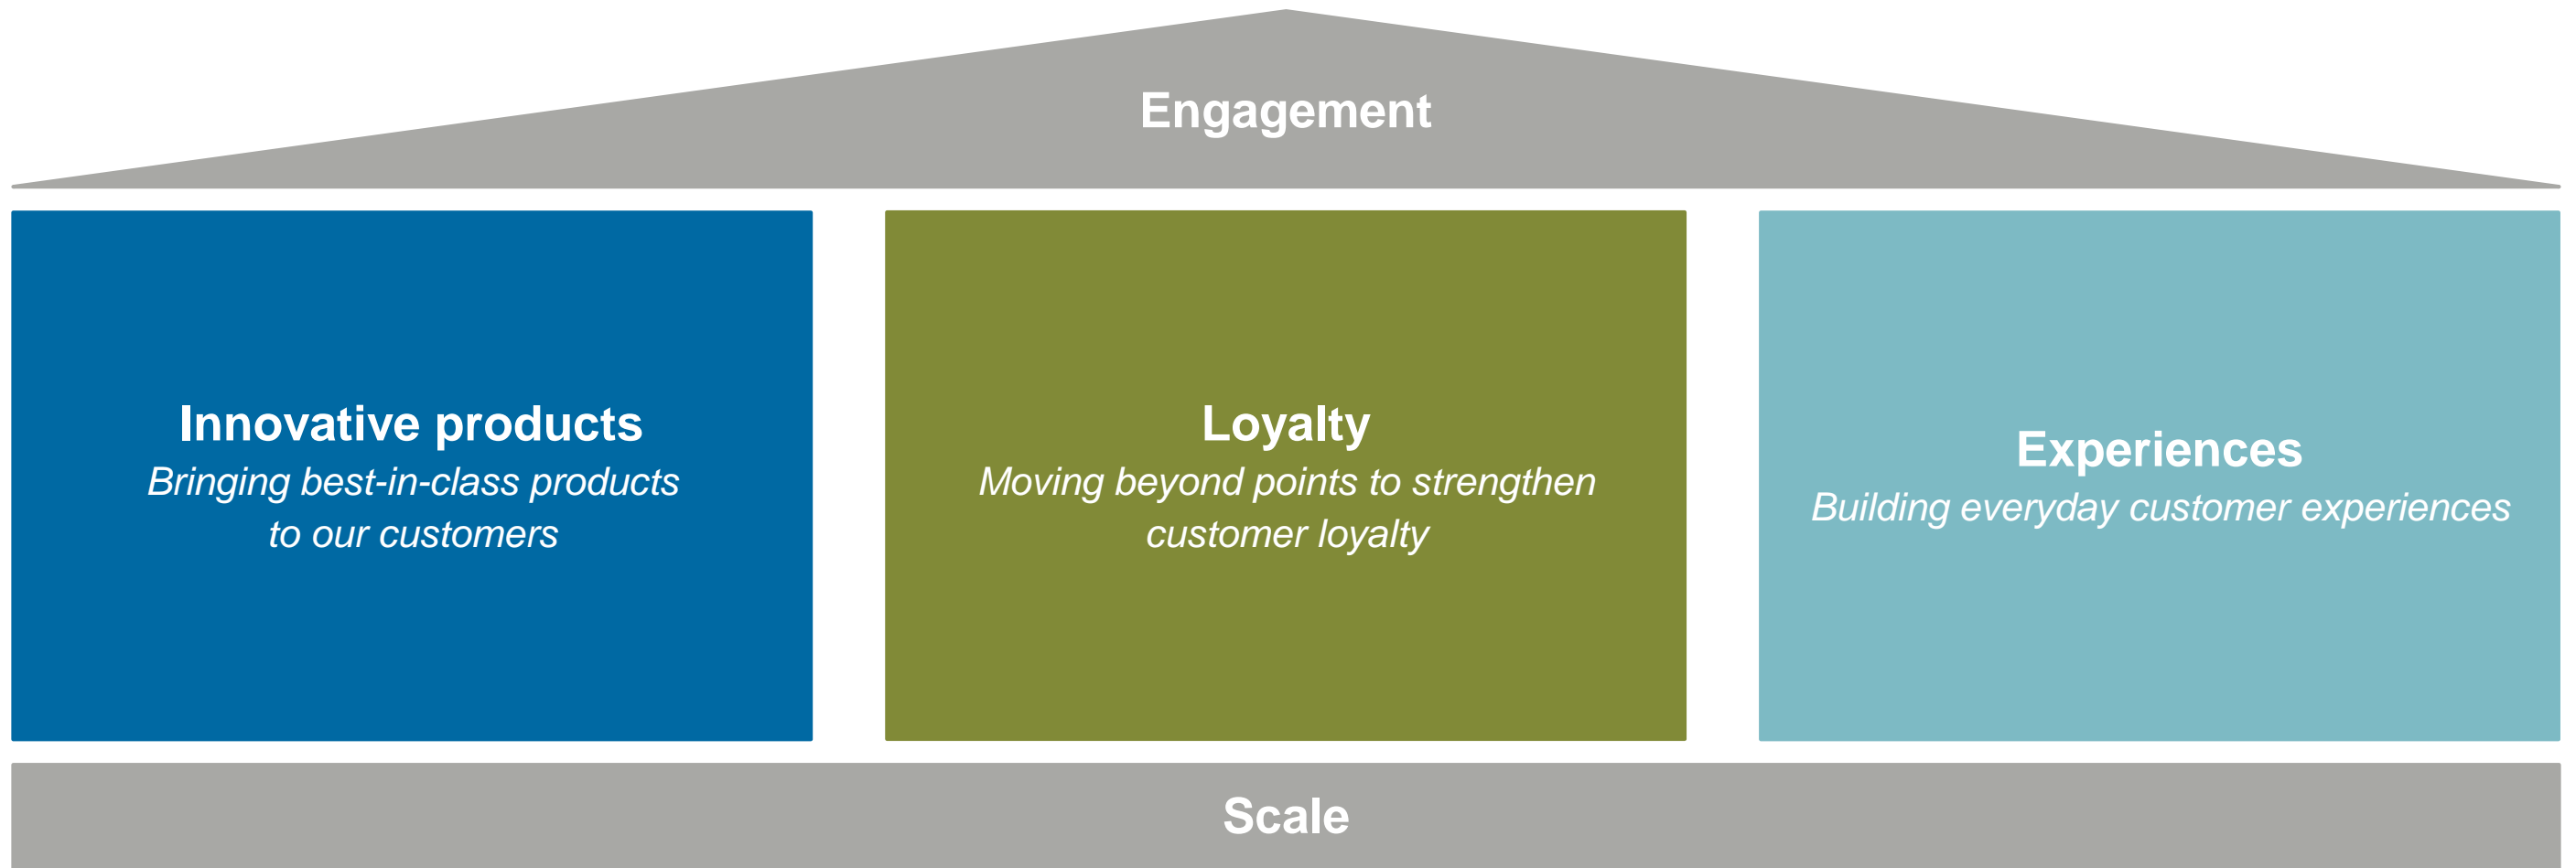 Engagement
Innovative products
Bringing best-in-class products
to our customers
Loyalty
Moving beyond points to strengthen
customer loyalty
Experiences
Building everyday customer experiences
Scale